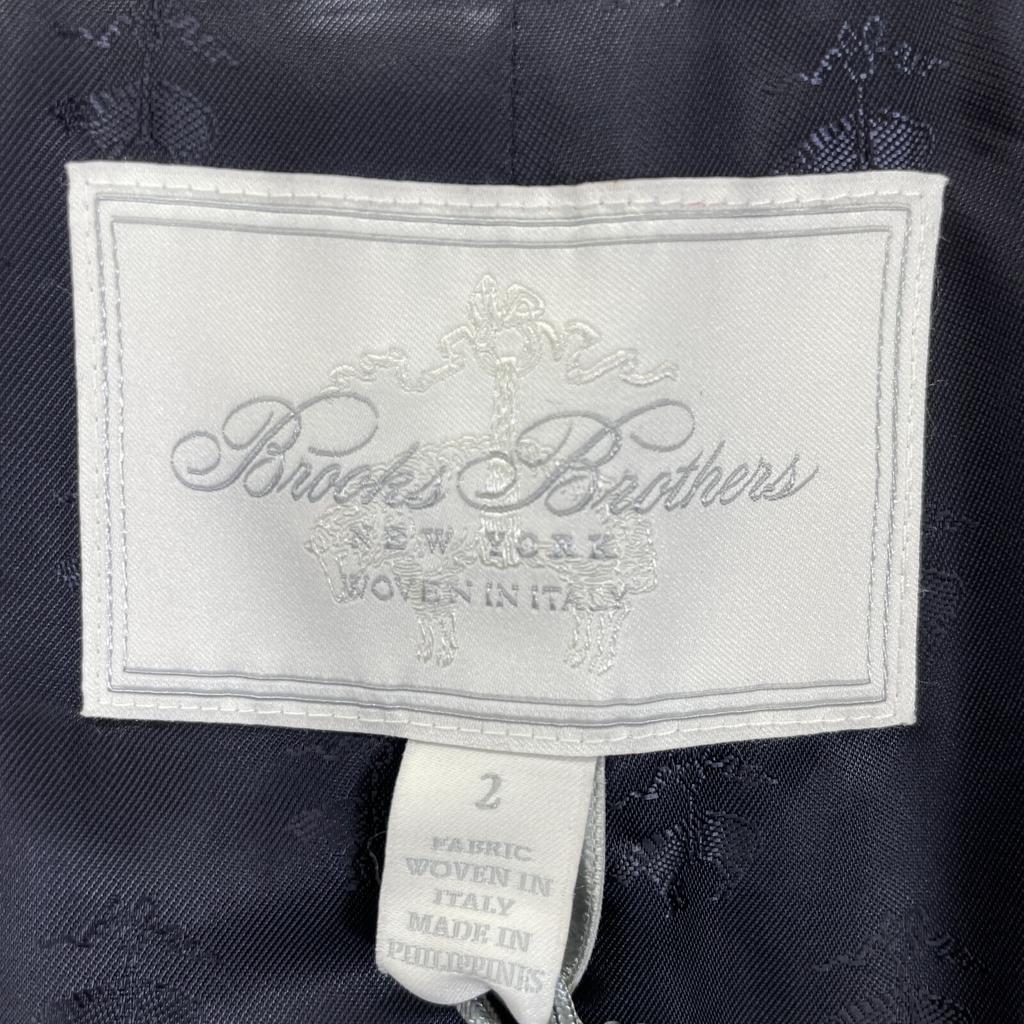 Brooks Brothers
NEW YORK
WOVEN IN ITALY
2
FABRIC
WOVEN IN
ITALY
MADE IN
PHILIPPINES